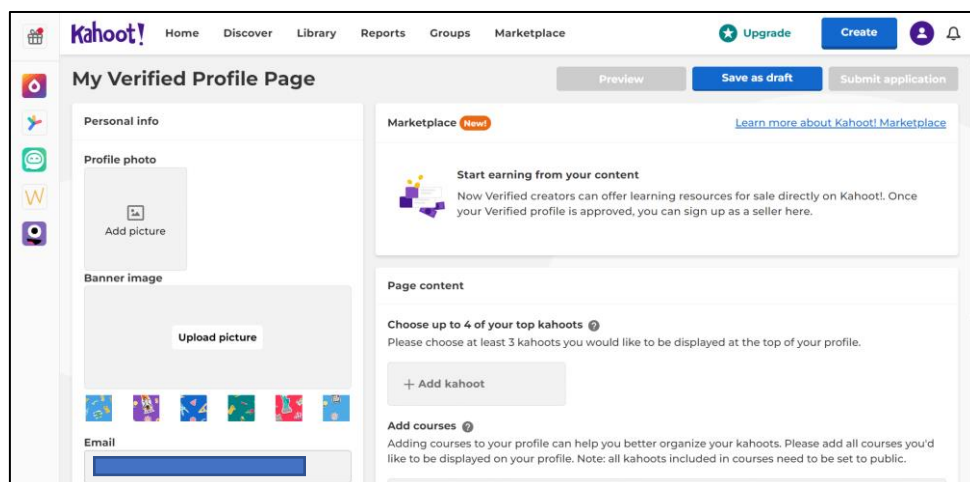 Kahoot!
Home
Discover
Library
Reports
Groups
Marketplace
Upgrade
Create
My Verified Profile Page
Preview
Save as draft
Submit application
Personal info
Profile photo
Add picture
Banner image
Upload picture
Email
Marketplace New!
Learn more about Kahoot! Marketplace
Start earning from your content
Now Verified creators can offer learning resources for sale directly on Kahoot!. Once
your Verified profile is approved, you can sign up as a seller here.
Page content
Choose up to 4 of your top kahoots ?
Please choose at least 3 kahoots you would like to be displayed at the top of your profile.
+ Add kahoot
Add courses ?
Adding courses to your profile can help you better organize your kahoots. Please add all courses you'd
like to be displayed on your profile. Note: all kahoots included in courses need to be set to public.
W